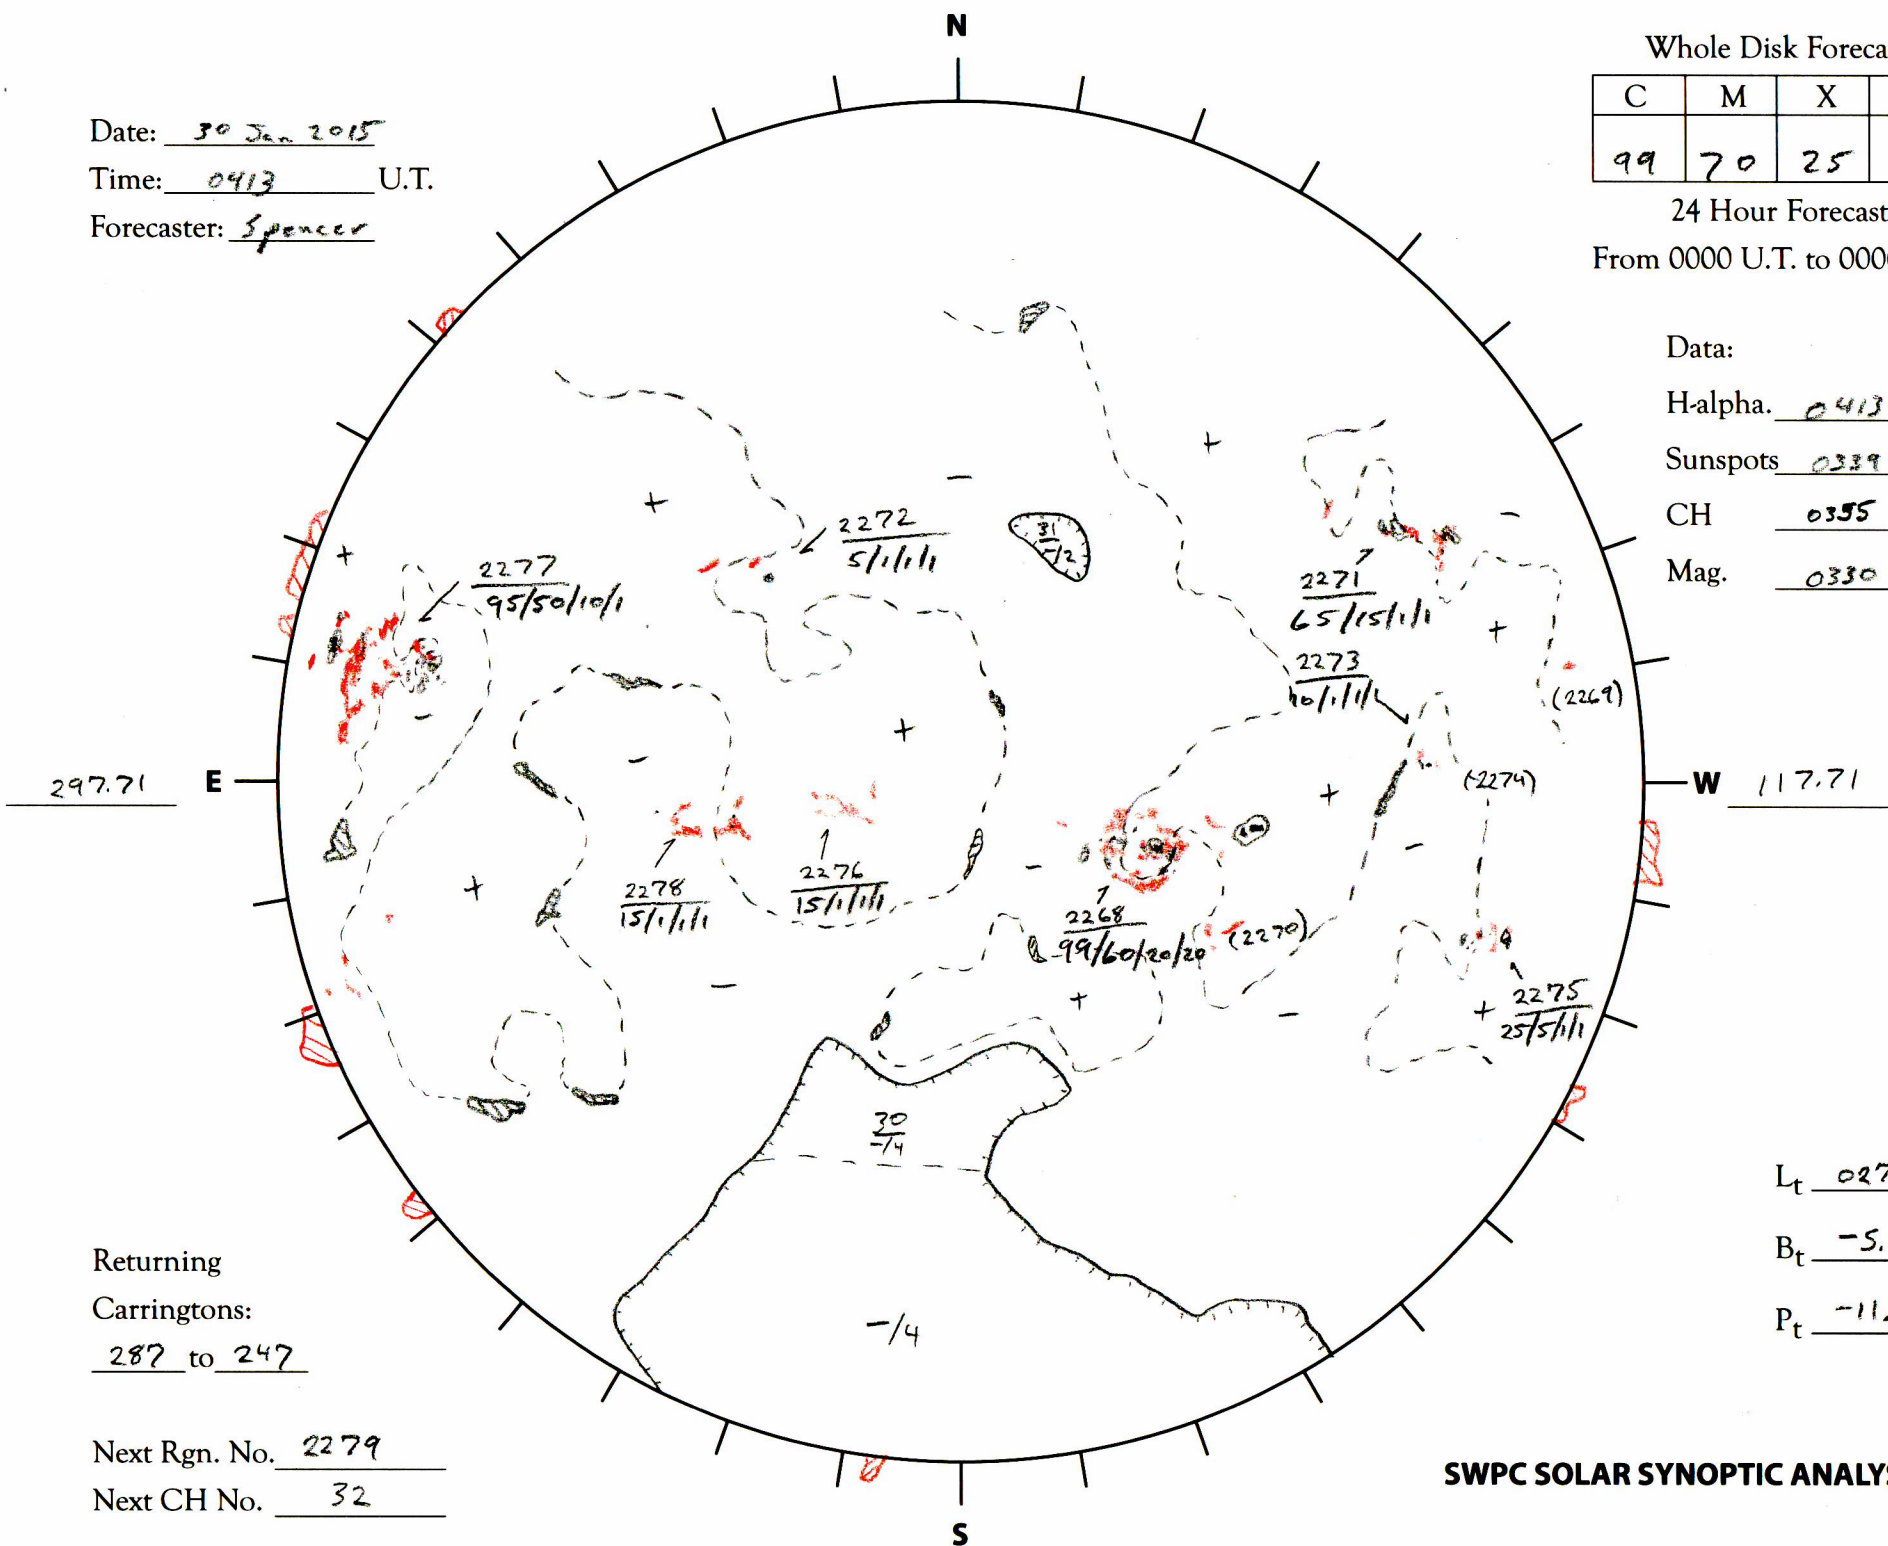 N
Whole Disk Foreca
C M X
99 70 25
24 Hour Forecast
From 0000 U.T. to 000
Date: 30 Jan 2015
Time: 0413 U.T.
Forecaster: Spencer
Data:
H-alpha. 0413
Sunspots 0339
CH 0355
Mag. 0330
+
-
+
+
-
2272
5/1/1/1
31
-/2
2277
95/50/10/1
2271
65/15/1/1
+
2273
10/1/1/1
(2269)
-
-
+
297.71 E
W 117.71
(2274)
+
-
+
-
2278
15/1/1/1
2276
15/1/1/1
2268
99/60/20/20
(2270)
-
+
-
+ 2275
25/5/1/1
30
-/4
-/4
Lt 027
Bt -5.
Pt -11.
Returning
Carringtons:
287 to 247
Next Rgn. No. 2279
Next CH No. 32
SWPC SOLAR SYNOPTIC ANALYS
S